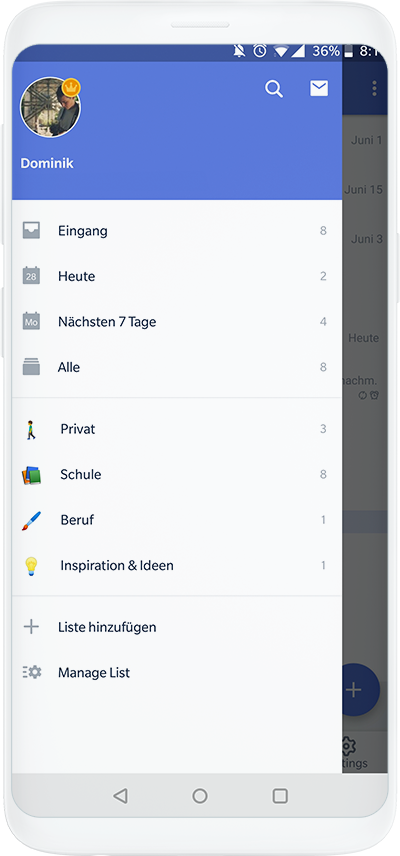 36% 8:1
Dominik
Juni 1
Juni 15
Eingang 8
Juni 3
28 Heute 2
Mo Nächsten 7 Tage 4
Heute
Alle 8
nachm.
Privat 3
Schule 8
Beruf 1
Inspiration & Ideen 1
Liste hinzufügen
Manage List
tings